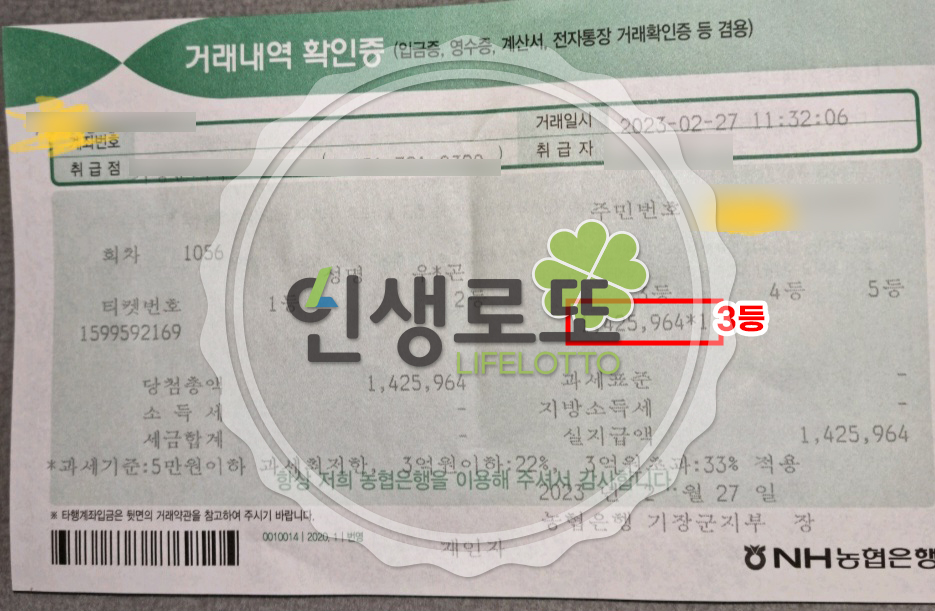 거래내역 확인증 (입금증, 영수증, 계산서, 전자통장 거래확인증 등 겸용)
거래일시 2023-02-27 11:32:06
계좌번호
취급점
취급자
주민번호
회차 1056
성명
4등 5등
티켓번호
1599592169
425,964*1 3등
인생로또
LIFELOTTO
당첨총액 1,425,964 과세표준 -
소득세 - 지방소득세 -
세금합계 - 실지급액 1,425,964
*과세기준:5만원이하 과세최저한, 3억원이하:22%, 3억원초과:33% 적용
항상 저희 농협은행을 이용해 주셔서 감사합니다.
2023 년 2 월 27 일
※ 타행계좌입금은 뒷면의 거래약관을 참고하여 주시기 바랍니다.
농협은행 기장군지부 장
NH농협은행